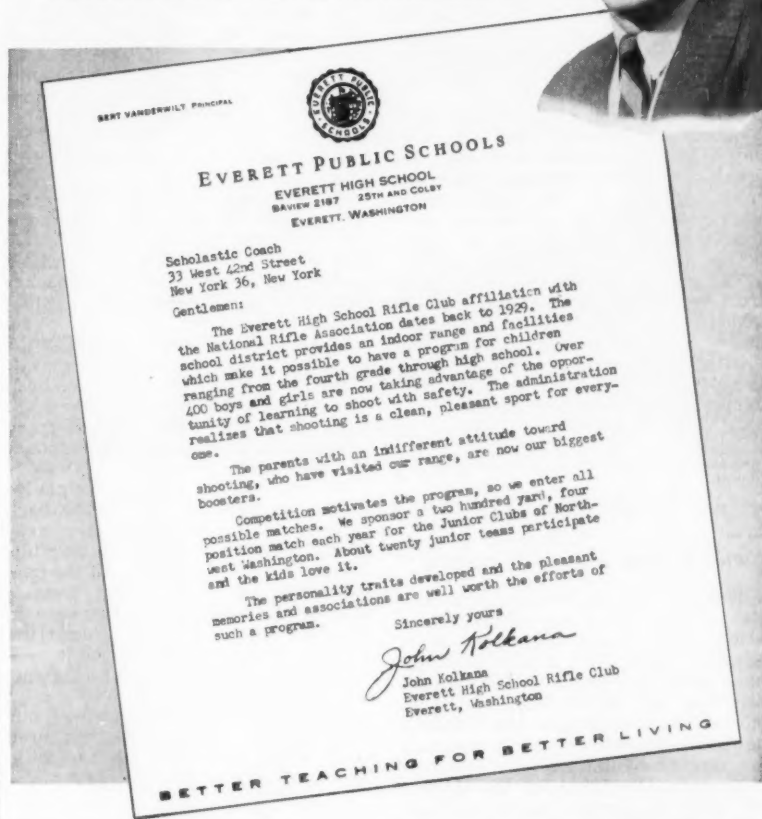 BERT VANDERWILT PRINCIPAL
EVERETT PUBLIC SCHOOLS
EVERETT PUBLIC SCHOOLS
EVERETT HIGH SCHOOL
BAVIEW 2187 25TH AND COLBY
EVERETT, WASHINGTON
Scholastic Coach
33 West 42nd Street
New York 36, New York
Gentlemen:
The Everett High School Rifle Club affiliation with
the National Rifle Association dates back to 1929. The
school district provides an indoor range and facilities
which make it possible to have a program for children
ranging from the fourth grade through high school. Over
400 boys and girls are now taking advantage of the oppor-
tunity of learning to shoot with safety. The administration
realizes that shooting is a clean, pleasant sport for every-
one.
The parents with an indifferent attitude toward
shooting, who have visited our range, are now our biggest
boosters.
Competition motivates the program, so we enter all
possible matches. We sponsor a two hundred yard, four
position match each year for the Junior Clubs of North-
west Washington. About twenty junior teams participate
and the kids love it.
The personality traits developed and the pleasant
memories and associations are well worth the efforts of
such a program.
Sincerely yours
John Kolkana
John Kolkana
Everett High School Rifle Club
Everett, Washington
BETTER TEACHING FOR BETTER LIVING